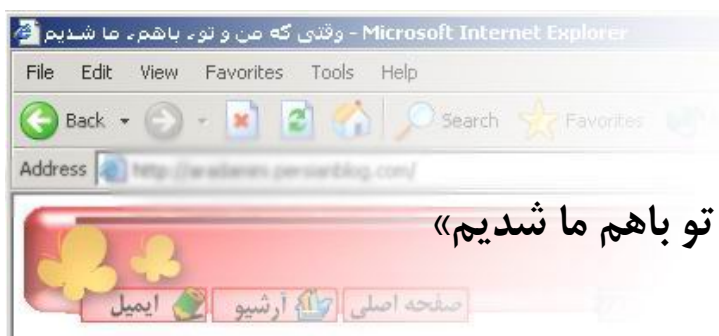 وقتی که من و تو، باهم، ما شدیم - Microsoft Internet Explorer
File Edit View Favorites Tools Help
Back Search Favorites
Address
تو باهم ما شدیم»
صفحه اصلی آرشیو ایمیل